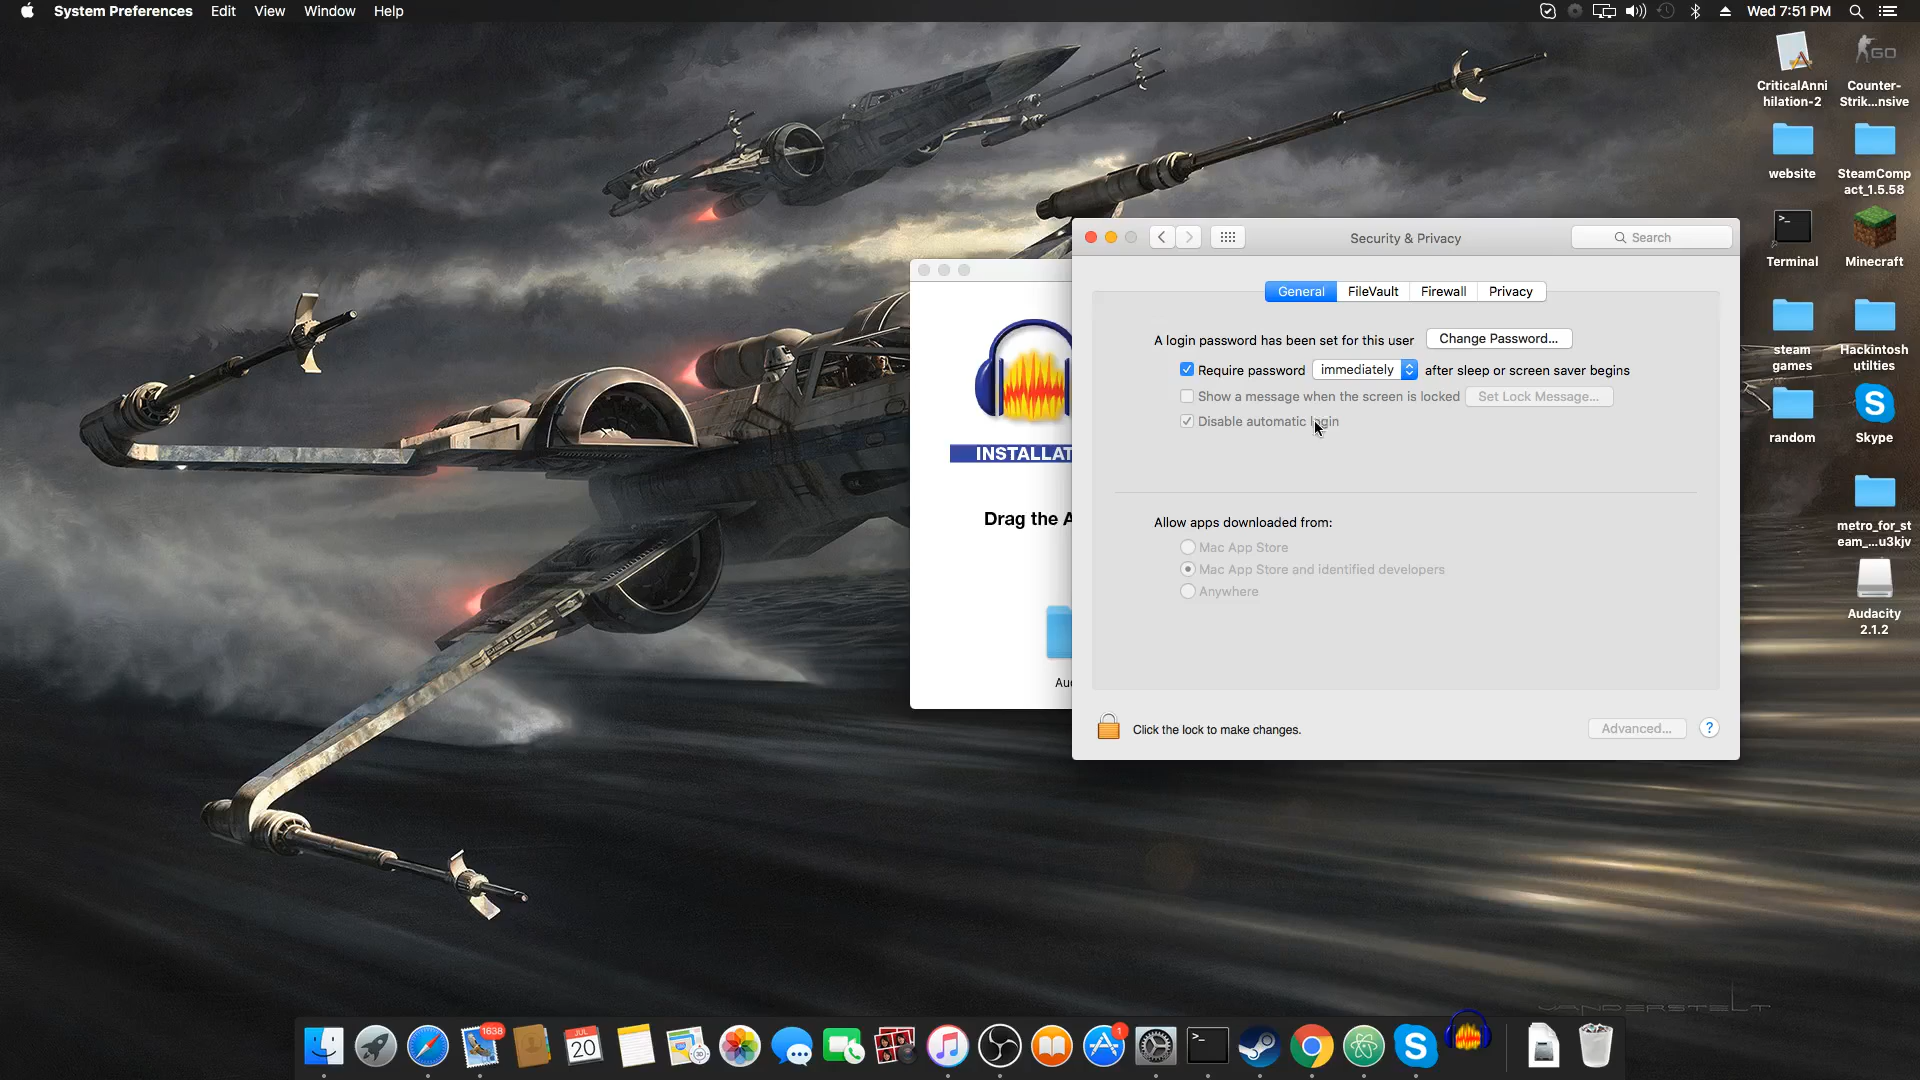 System Preferences Edit View Window Help
Wed 7:51 PM
CriticalAnni
hilation-2
GO
Counter-
Strik...nsive
website
SteamComp
act_1.5.58
>_
Terminal
Minecraft
steam
games
Hackintosh
utilties
random
Skype
metro_for_st
eam_...u3kjv
Audacity
2.1.2
Security & Privacy
Search
General FileVault Firewall Privacy
A login password has been set for this user Change Password...
Require password immediately after sleep or screen saver begins
Show a message when the screen is locked Set Lock Message...
Disable automatic login
Allow apps downloaded from:
Mac App Store
Mac App Store and identified developers
Anywhere
Click the lock to make changes.
Advanced... ?
INSTALLAT
Drag the A
Au
VANDERSTELT
1638
JUL
20
1
>_